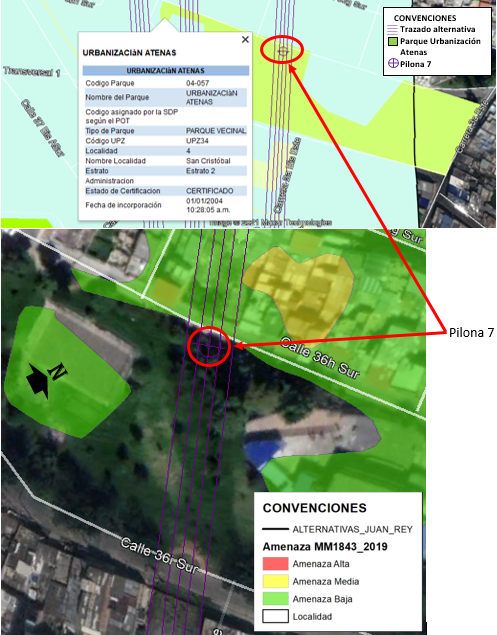 CONVENCIONES
Trazado alternativa
Parque Urbanización
Atenas
Pilona 7
URBANIZACIàN ATENAS
URBANIZACIàN ATENAS
Codigo Parque 04-057
Nombre del Parque URBANIZACIàN
ATENAS
Codigo asignado por la SDP
según el POT
Tipo de Parque PARQUE VECINAL
Código UPZ UPZ34
Localidad 4
Nombre Localidad San Cristóbal
Estrato Estrato 2
Administracion
Estado de Certificacion CERTIFICADO
Fecha de incorporación 01/01/2004
10:28:05 a.m.
Transversal 1
Sur
Technologies
Pilona 7
Calle 36h Sur
N
Calle 36i Sur
CONVENCIONES
ALTERNATIVAS_JUAN_REY
Amenaza MM1843_2019
Amenaza Alta
Amenaza Media
Amenaza Baja
Localidad